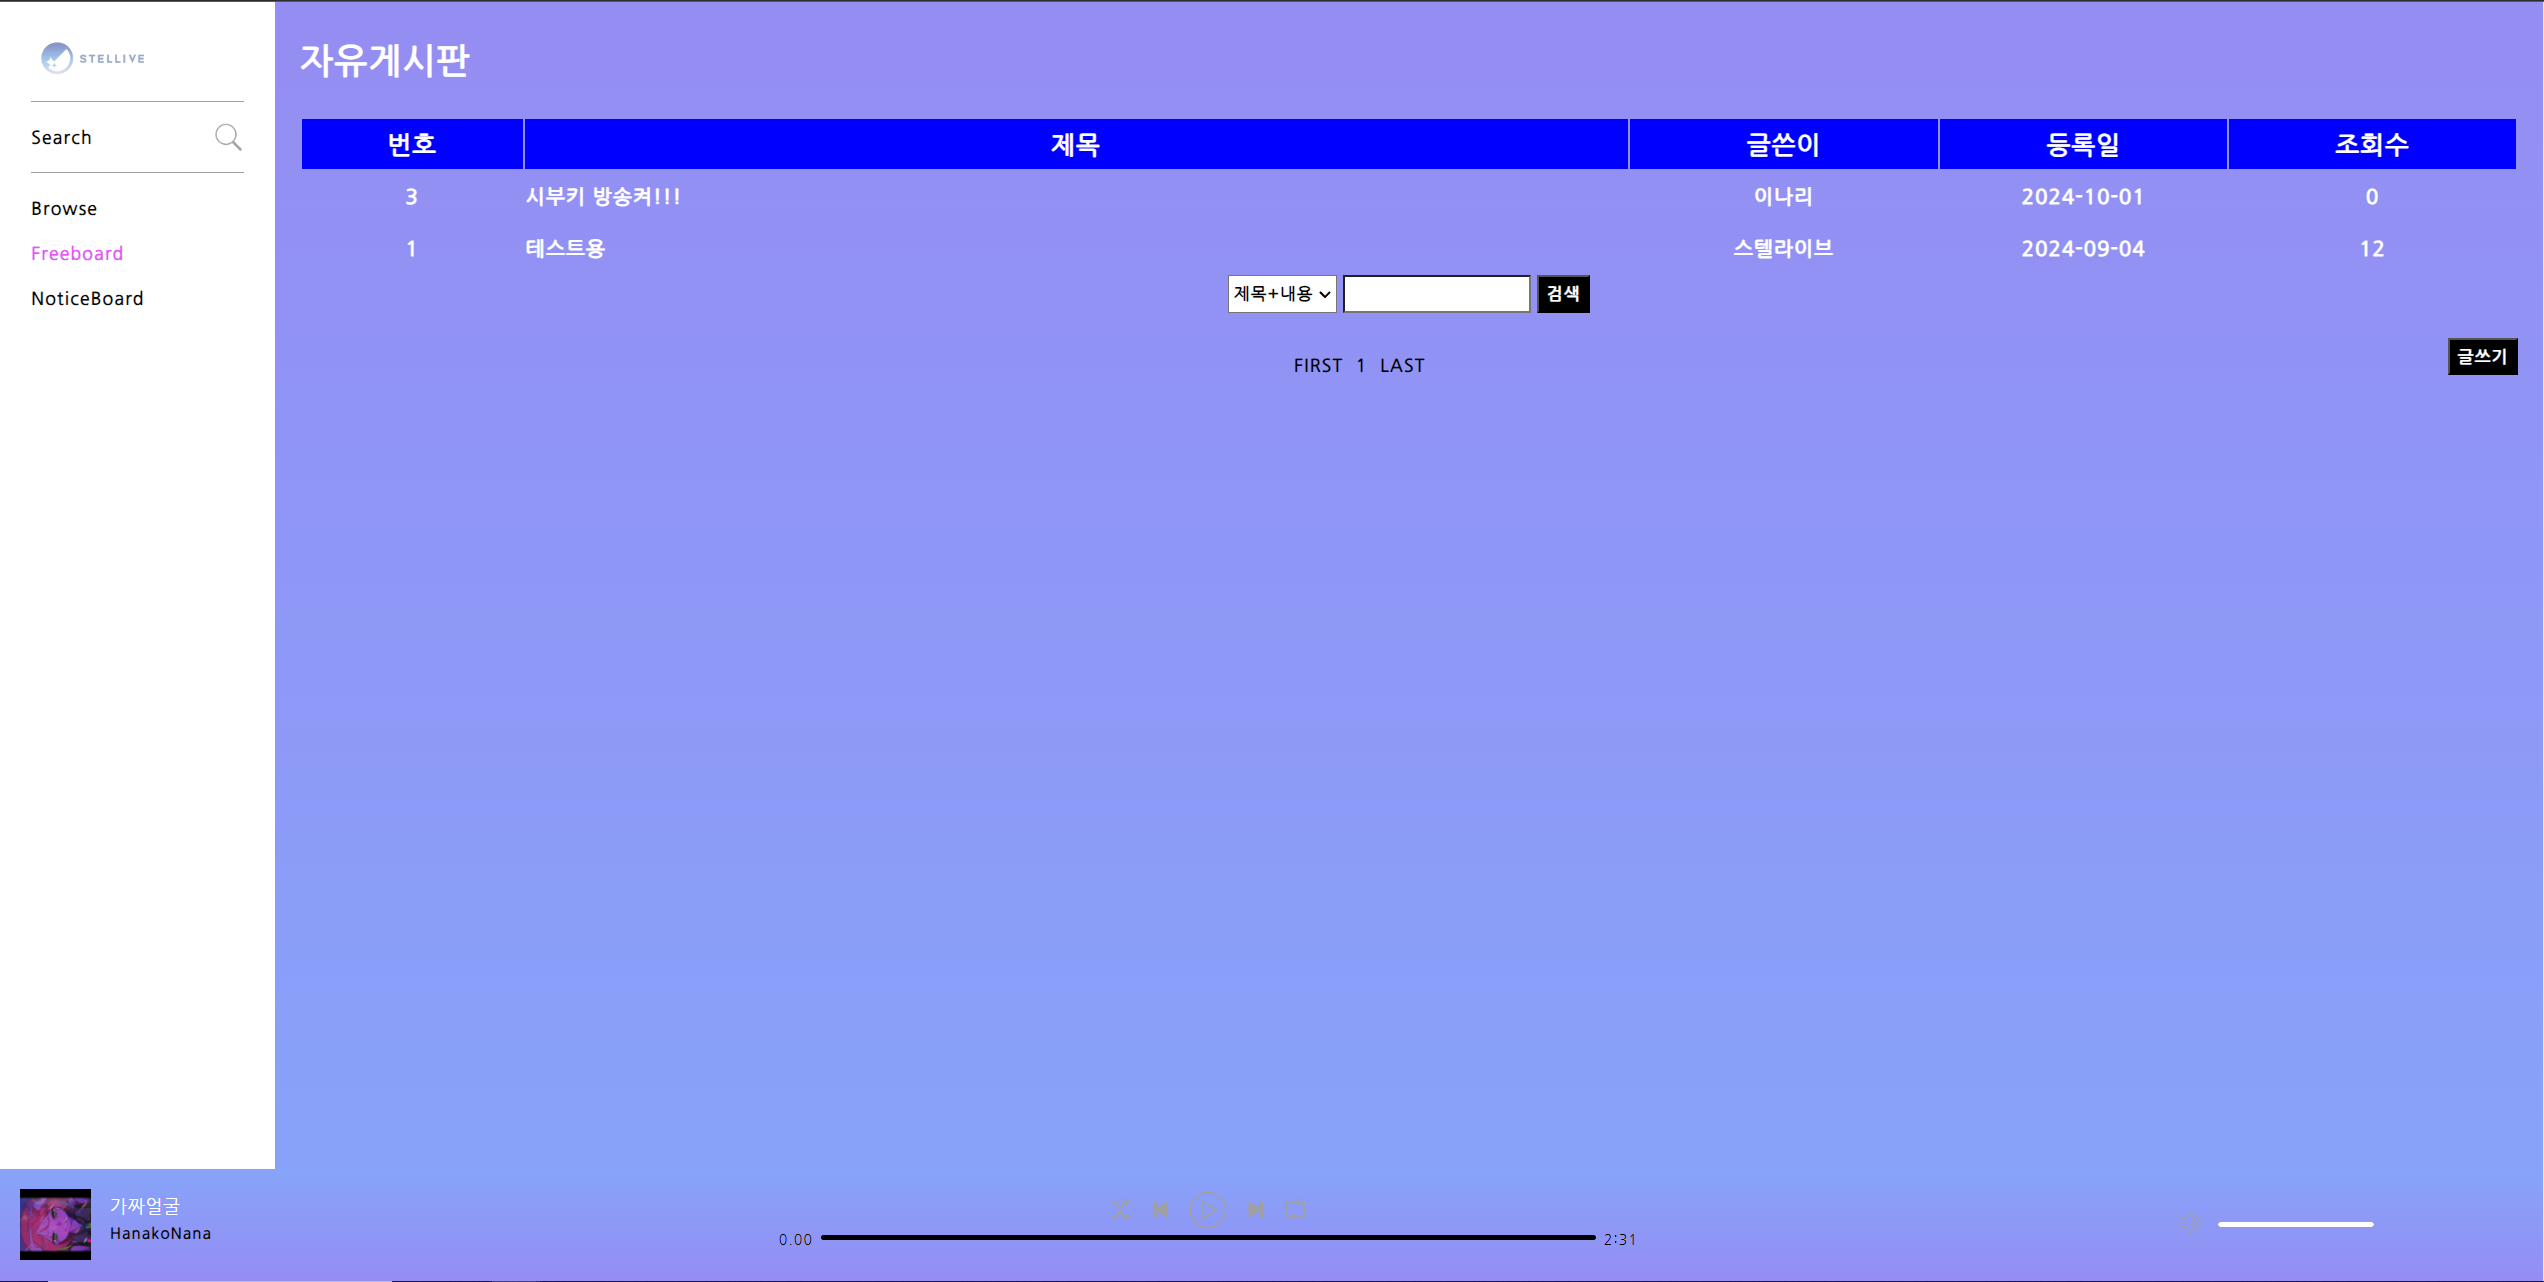 STELLIVE
Search
Browse
Freeboard
NoticeBoard
자유게시판
번호 제목 글쓴이 등록일 조회수
3 시부키 방송켜!!! 이나리 2024-10-01 0
1 테스트용 스텔라이브 2024-09-04 12
제목+내용 검색
글쓰기
FIRST 1 LAST
가짜얼굴
HanakoNana
0.00 2:31